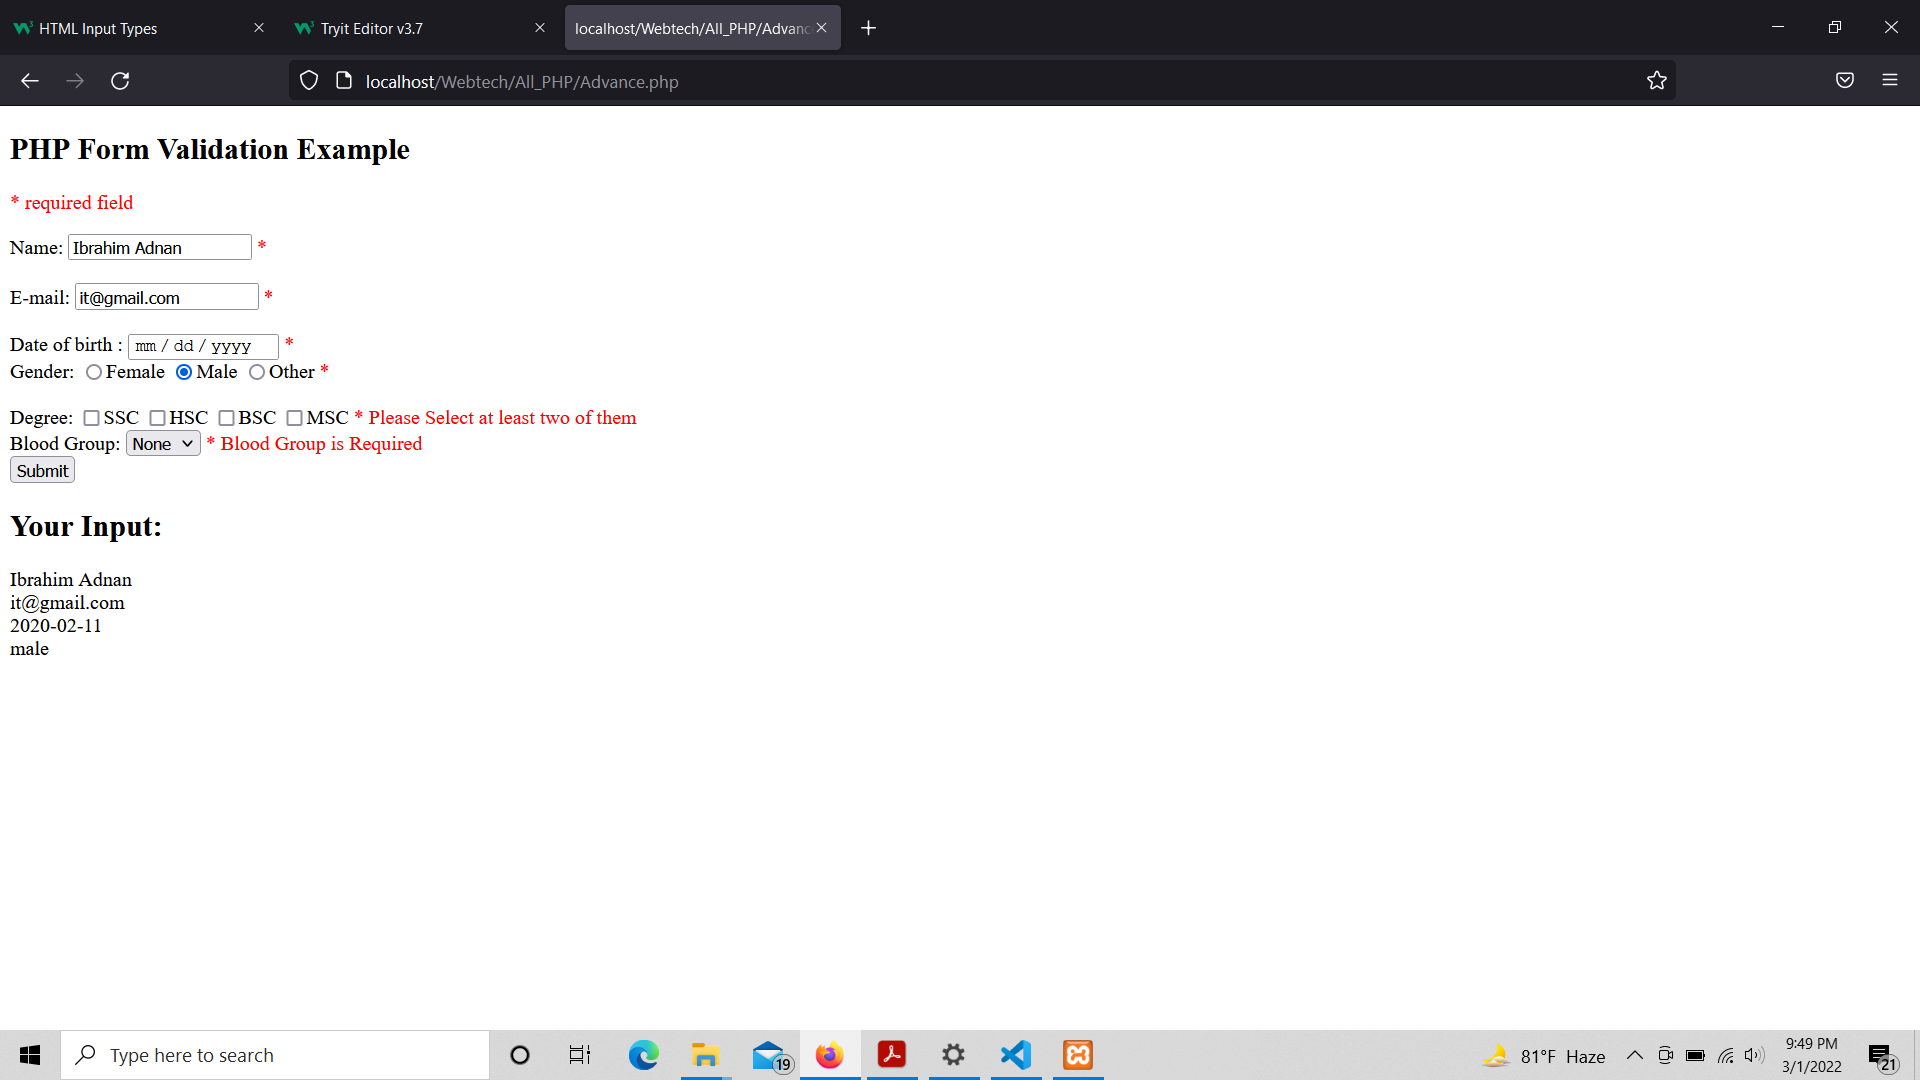 HTML Input Types
Tryit Editor v3.7
localhost/Webtech/All_PHP/Advanc
localhost/Webtech/All_PHP/Advance.php
PHP Form Validation Example
* required field
Name: Ibrahim Adnan *
E-mail: it@gmail.com *
Date of birth : mm / dd / yyyy *
Gender: Female Male Other *
Degree: SSC HSC BSC MSC * Please Select at least two of them
Blood Group: None * Blood Group is Required
Submit
Your Input:
Ibrahim Adnan
it@gmail.com
2020-02-11
male
Type here to search
19
81°F Haze
9:49 PM
3/1/2022
21